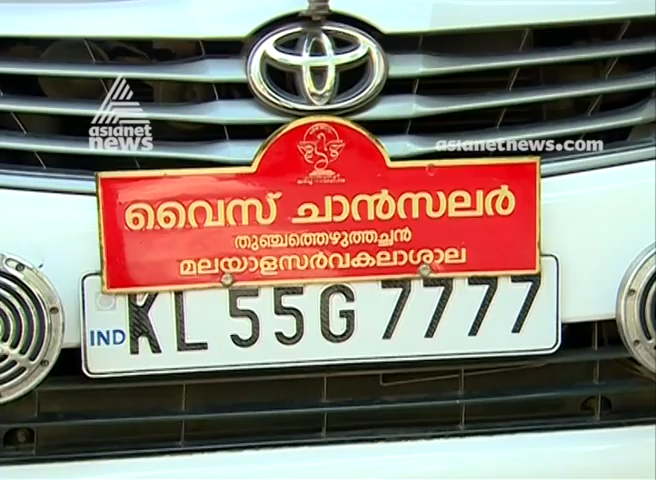 asianet
news
asianetnews.com
വൈസ് ചാൻസലർ
തുഞ്ചത്തെഴുത്തച്ഛൻ
മലയാളസർവകലാശാല
IND KL 55G 7777